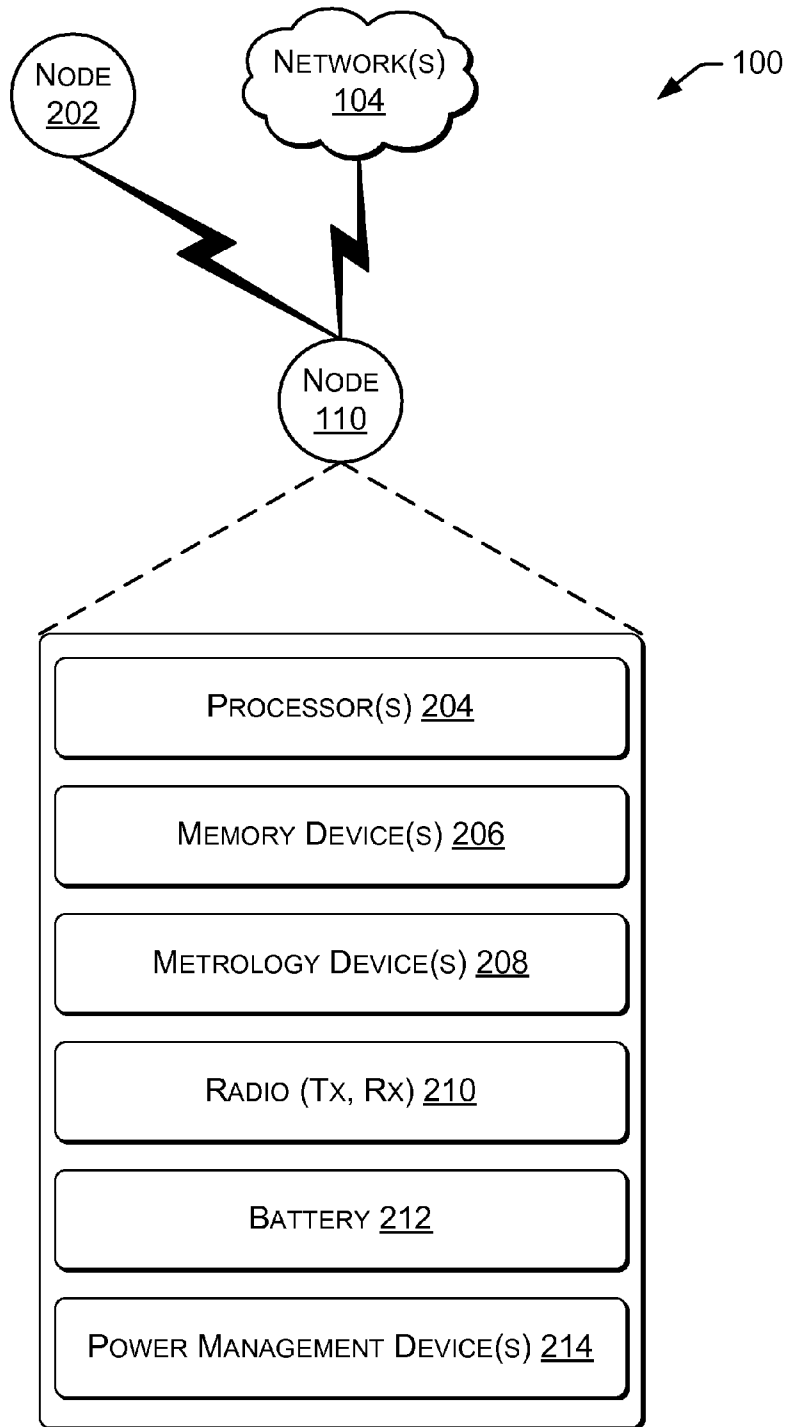 NODE
202
NETWORK(S)
104
100
NODE
110
PROCESSOR(S) 204
MEMORY DEVICE(S) 206
METROLOGY DEVICE(S) 208
RADIO (TX, RX) 210
BATTERY 212
POWER MANAGEMENT DEVICE(S) 214